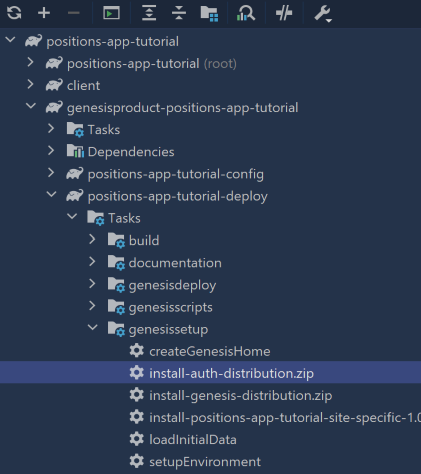 positions-app-tutorial
positions-app-tutorial (root)
client
genesisproduct-positions-app-tutorial
Tasks
Dependencies
positions-app-tutorial-config
positions-app-tutorial-deploy
Tasks
build
documentation
genesisdeploy
genesisscripts
genesissetup
createGenesisHome
install-auth-distribution.zip
install-genesis-distribution.zip
install-positions-app-tutorial-site-specific-1.0
loadInitialData
setupEnvironment